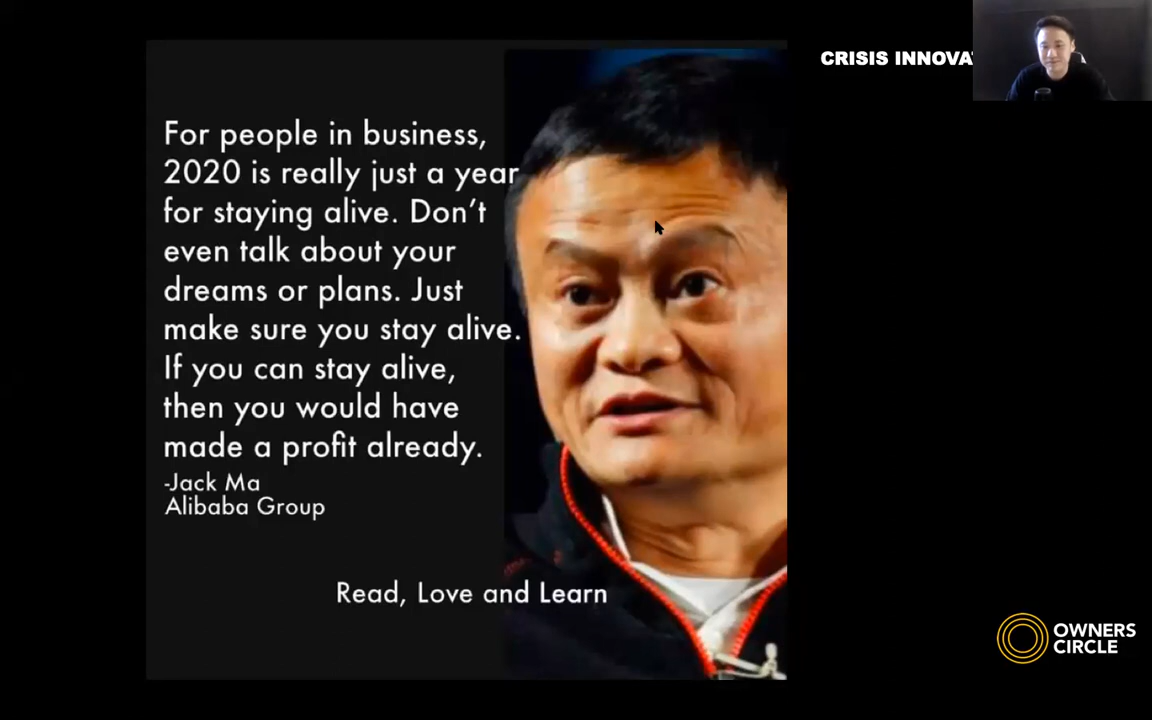 CRISIS INNOVA
For people in business,
2020 is really just a year
for staying alive. Don’t
even talk about your
dreams or plans. Just
make sure you stay alive.
If you can stay alive,
then you would have
made a profit already.
-Jack Ma
Alibaba Group
Read, Love and Learn
OWNERS
CIRCLE